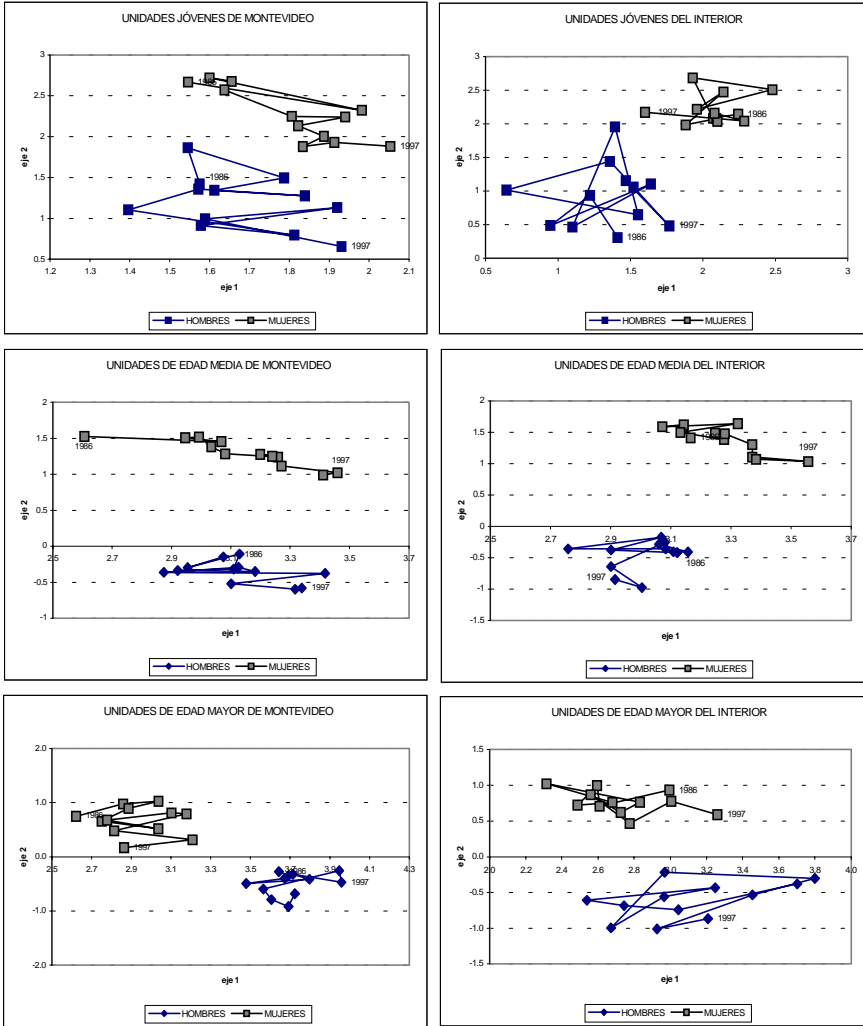 UNIDADES JÓVENES DE MONTEVIDEO
3
2.5
2
1.5
1
0.5
eje 2
1986
1997
1986
1997
1.2 1.3 1.4 1.5 1.6 1.7 1.8 1.9 2 2.1
eje 1
HOMBRES MUJERES
UNIDADES JÓVENES DEL INTERIOR
3
2.5
2
1.5
1
0.5
0
eje 2
1997
1986
1997
1986
0.5 1 1.5 2 2.5 3
eje 1
HOMBRES MUJERES
UNIDADES DE EDAD MEDIA DE MONTEVIDEO
2
1.5
1
0.5
0
-0.5
-1
eje 2
1986
1997
2.5 2.7 2.9 3.1 3.3 3.5 3.7
1986
1997
eje 1
HOMBRES MUJERES
UNIDADES DE EDAD MEDIA DEL INTERIOR
2
1.5
1
0.5
0
-0.5
-1
-1.5
eje 2
1986
1997
2.5 2.7 2.9 3.1 3.3 3.5 3.7
1986
1997
eje 1
HOMBRES MUJERES
UNIDADES DE EDAD MAYOR DE MONTEVIDEO
2.0
1.0
0.0
-1.0
-2.0
eje 2
1986
1997
2.5 2.7 2.9 3.1 3.3 3.5 3.7 3.9 4.1 4.3
1986
1997
eje 1
HOMBRES MUJERES
UNIDADES DE EDAD MAYOR DEL INTERIOR
1.5
1.0
0.5
0.0
-0.5
-1.0
-1.5
eje 2
1986
1997
2.0 2.2 2.4 2.6 2.8 3.0 3.2 3.4 3.6 3.8 4.0
1997
eje 1
HOMBRES MUJERES